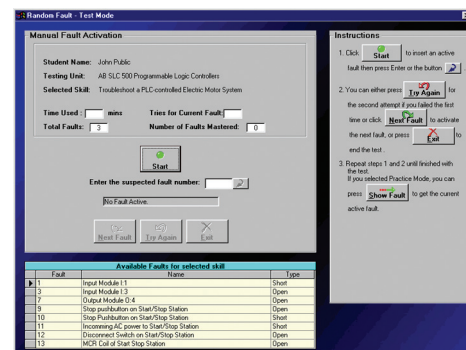 Random Fault - Test Mode
Manual Fault Activation
Student Name: John Public
Testing Unit: AB SLC 500 Programmable Logic Controllers
Selected Skill: Troubleshoot a PLC-controlled Electric Motor System
Time Used : mins Tries for Current Fault:
Total Faults: 3 Number of Faults Mastered: 0
Start
Enter the suspected fault number:
No Fault Active.
Next Fault Try Again Exit
Available Faults for selected skill
Fault Name Type
1 Input Module I:1 Short
3 Input Module I:3 Open
7 Output Module O:4 Open
9 Stop pushbutton on Start/Stop Station Open
10 Stop Pushbutton on Start/Stop Station Short
11 Incomming AC power to Start/Stop Station Open
12 Disconnect Switch on Start/Stop Station Open
13 MCR Coil of Start Stop Station Open
Instructions
1. Click Start to insert an active
fault then press Enter or the button .
2. You can either press Try Again for
the second attempt if you failed the first
time or click Next Fault to activate
the next fault, or press Exit to
end the test .
3. Repeat steps 1 and 2 until finished with
the test.
If you selected Practice Mode, you can
press Show Fault to get the current
active fault.